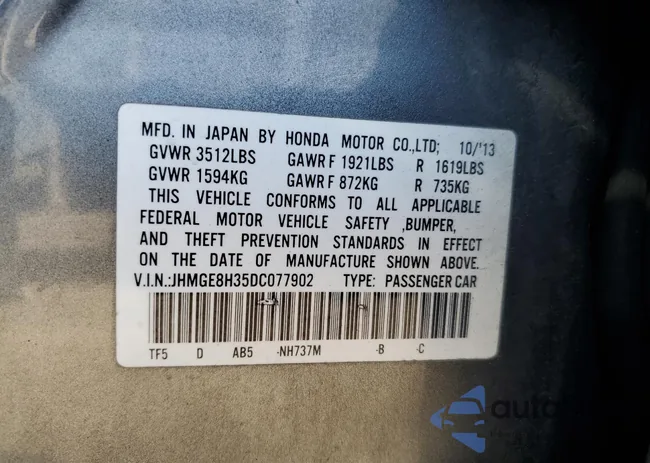 MFD. IN JAPAN BY HONDA MOTOR CO.,LTD; 10/'13
GVWR 3512LBS GAWR F 1921LBS R 1619LBS
GVWR 1594KG GAWR F 872KG R 735KG
THIS VEHICLE CONFORMS TO ALL APPLICABLE
FEDERAL MOTOR VEHICLE SAFETY ,BUMPER,
AND THEFT PREVENTION STANDARDS IN EFFECT
ON THE DATE OF MANUFACTURE SHOWN ABOVE.
V.I.N.:JHMGE8H35DC077902 TYPE: PASSENGER CAR
TF5 D AB5 -NH737M -B -C